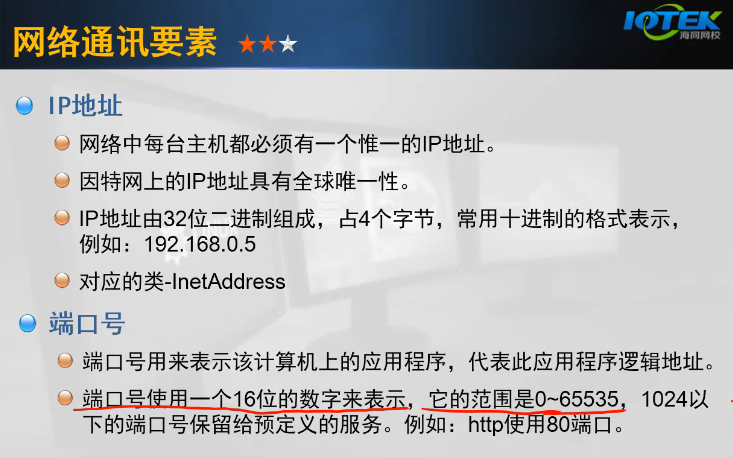 网络通讯要素
IOTEK
海同网校
IP地址
网络中每台主机都必须有一个惟一的IP地址。
因特网上的IP地址具有全球唯一性。
IP地址由32位二进制组成，占4个字节，常用十进制的格式表示，
例如：192.168.0.5
对应的类-InetAddress
端口号
端口号用来表示该计算机上的应用程序，代表此应用程序逻辑地址。
端口号使用一个16位的数字来表示，它的范围是0~65535，1024以
下的端口号保留给预定义的服务。例如：http使用80端口。